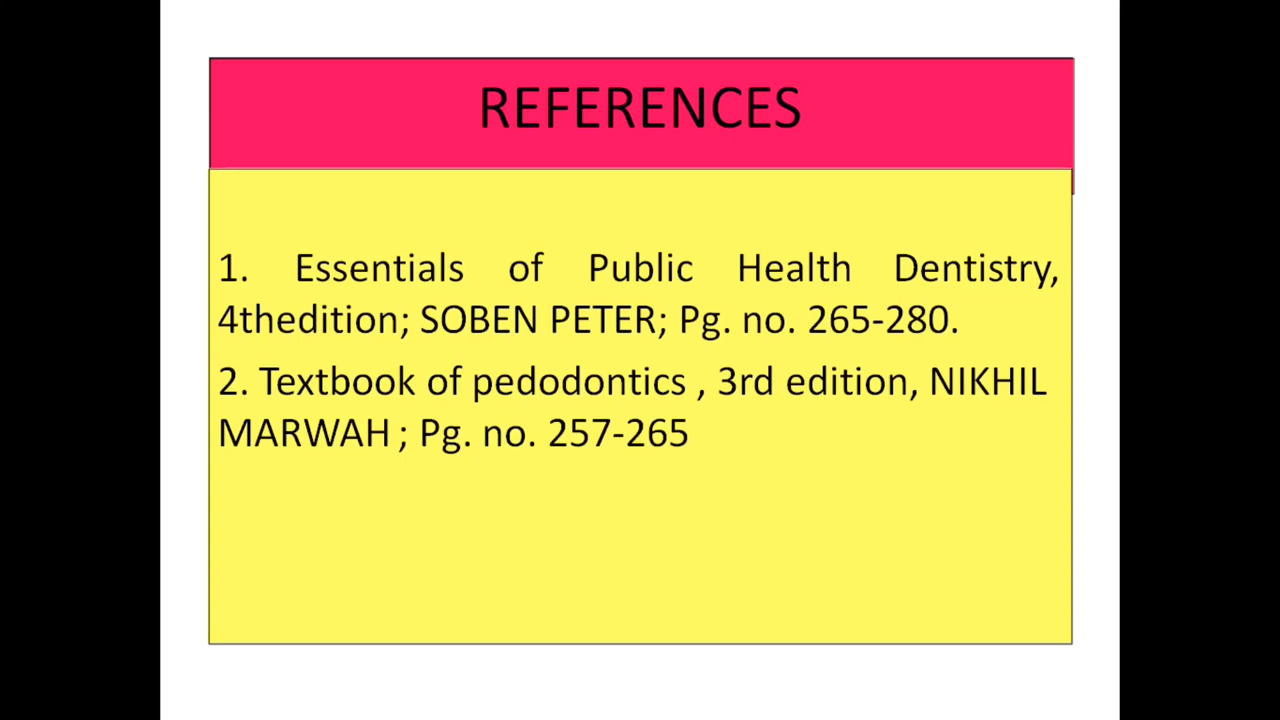 REFERENCES
1. Essentials of Public Health Dentistry,
4thedition; SOBEN PETER; Pg. no. 265-280.
2. Textbook of pedodontics , 3rd edition, NIKHIL
MARWAH ; Pg. no. 257-265